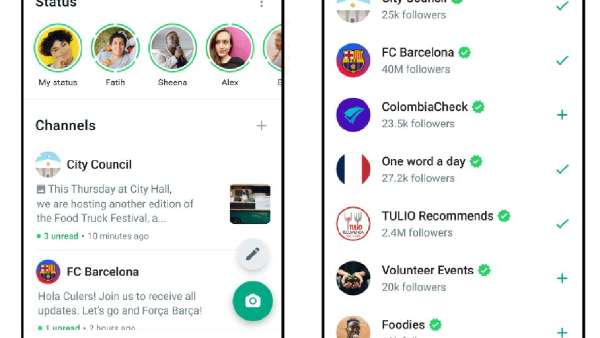 Status
My status
Fatih
Sheena
Alex
Channels
City Council
This Thursday at City Hall,
we are hosting another edition of
the Food Truck Festival, a...
3 unread • 10 minutes ago
FC Barcelona
Hola Culers! Join us to receive all
updates. Let's go and Força Barça!
1 unread • 2 hours ago
City Council
25k followers
FC Barcelona
40M followers
ColombiaCheck
23.5k followers
One word a day
27.2k followers
TULIO
TULIO Recommends
2.4M followers
Volunteer Events
20k followers
Foodies